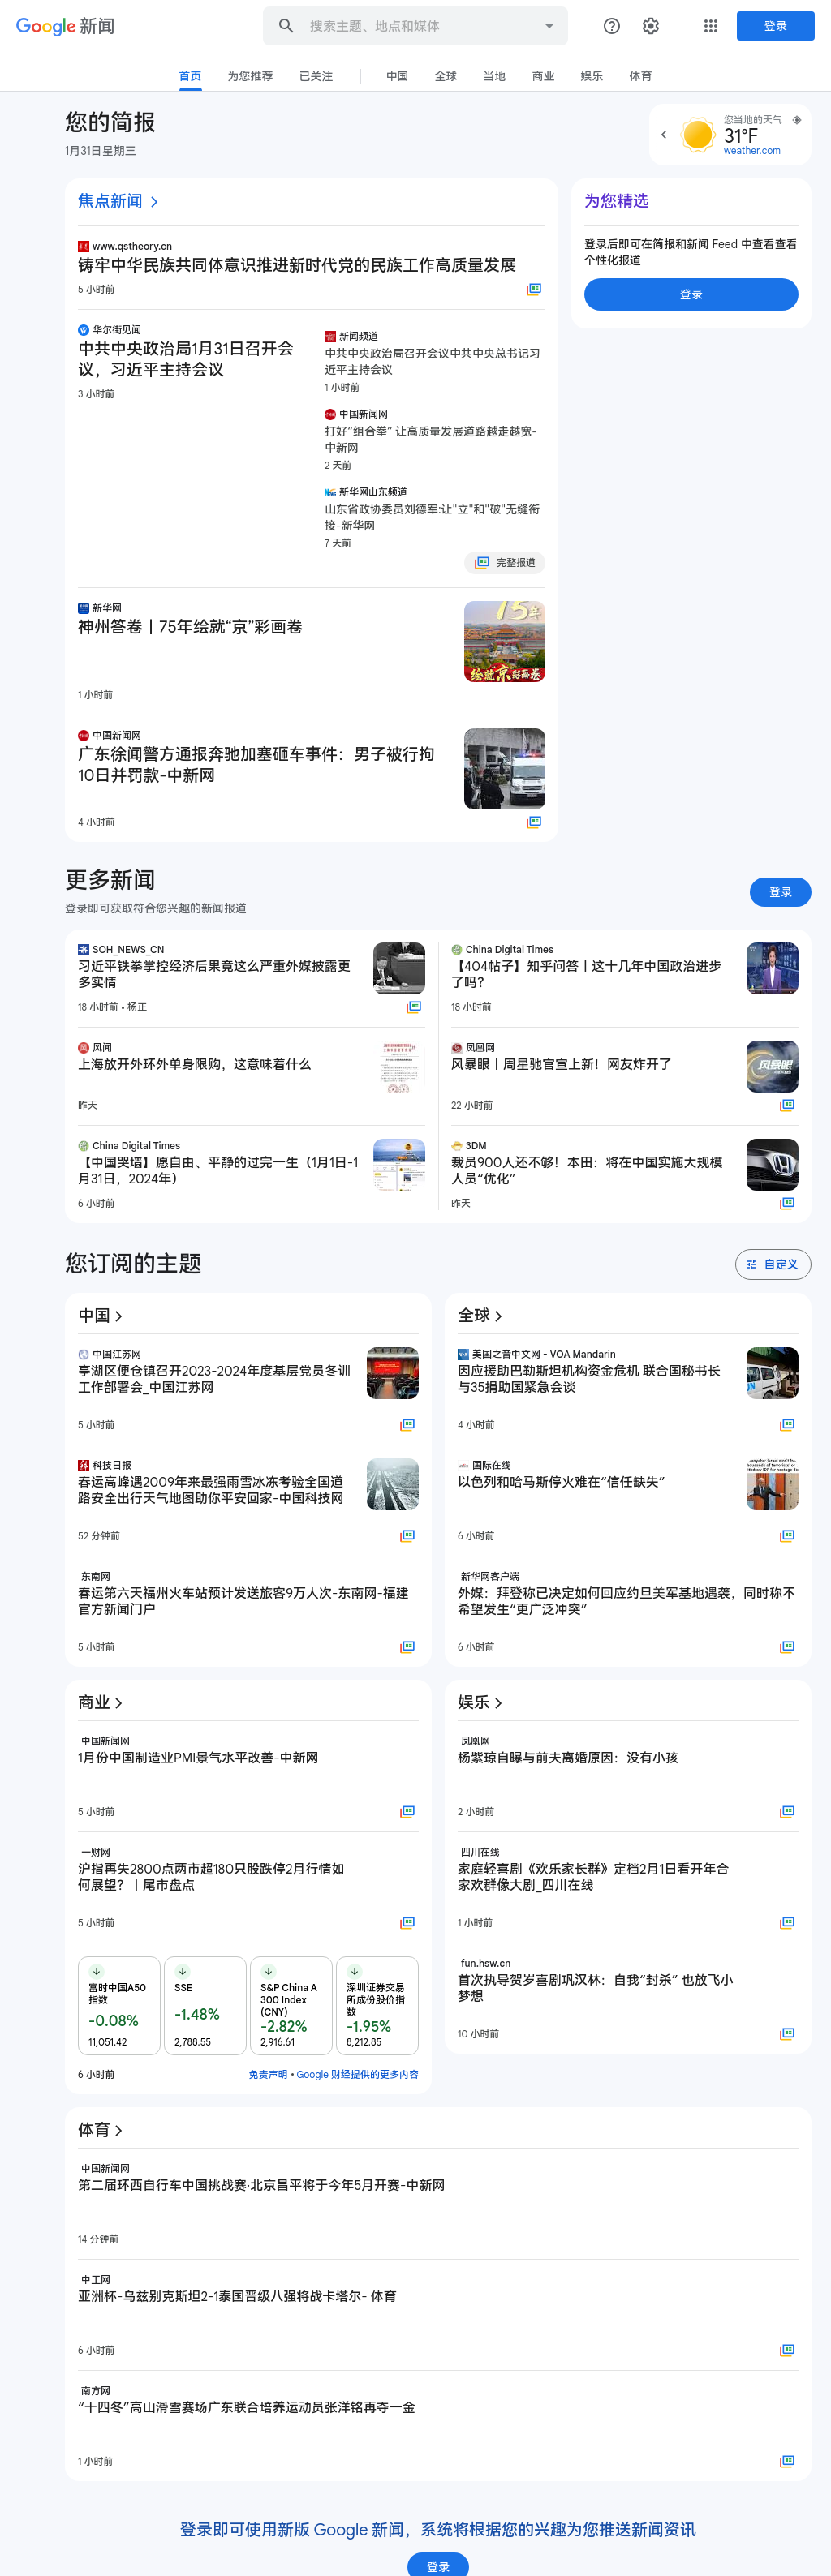 Google 新闻
搜索主题、地点和媒体
登录
首页
为您推荐
已关注
中国
全球
当地
商业
娱乐
体育
您的简报
1月31日星期三
您当地的天气
31°F
weather.com
焦点新闻
www.qstheory.cn
铸牢中华民族共同体意识推进新时代党的民族工作高质量发展
5 小时前
华尔街见闻
中共中央政治局1月31日召开会
议，习近平主持会议
3 小时前
新闻频道
中共中央政治局召开会议中共中央总书记习
近平主持会议
1 小时前
中国新闻网
打好“组合拳” 让高质量发展道路越走越宽-
中新网
2 天前
新华网山东频道
山东省政协委员刘德军:让"立"和"破"无缝衔
接-新华网
7 天前
完整报道
新华网
神州答卷丨75年绘就“京”彩画卷
1 小时前
75年
绘就京彩画卷
中国新闻网
广东徐闻警方通报奔驰加塞砸车事件：男子被行拘
10日并罚款-中新网
4 小时前
为您精选
登录后即可在简报和新闻 Feed 中查看查看
个性化报道
登录
更多新闻
登录即可获取符合您兴趣的新闻报道
登录
SOH_NEWS_CN
习近平铁拳掌控经济后果竟这么严重外媒披露更
多实情
18 小时前 • 杨正
China Digital Times
【404帖子】知乎问答丨这十几年中国政治进步
了吗？
18 小时前
风闻
上海放开外环外单身限购，这意味着什么
昨天
凤凰网
风暴眼丨周星驰官宣上新！网友炸开了
22 小时前
风暴眼
China Digital Times
【中国哭墙】愿自由、平静的过完一生（1月1日-1
月31日，2024年）
6 小时前
3DM
裁员900人还不够！本田：将在中国实施大规模
人员“优化”
昨天
您订阅的主题
自定义
中国
中国江苏网
亭湖区便仓镇召开2023-2024年度基层党员冬训
工作部署会_中国江苏网
5 小时前
科技日报
春运高峰遇2009年来最强雨雪冰冻考验全国道
路安全出行天气地图助你平安回家-中国科技网
52 分钟前
东南网
春运第六天福州火车站预计发送旅客9万人次-东南网-福建
官方新闻门户
5 小时前
全球
美国之音中文网 - VOA Mandarin
因应援助巴勒斯坦机构资金危机 联合国秘书长
与35捐助国紧急会谈
4 小时前
国际在线
以色列和哈马斯停火难在“信任缺失”
6 小时前
新华网客户端
外媒：拜登称已决定如何回应约旦美军基地遇袭，同时称不
希望发生“更广泛冲突”
6 小时前
商业
中国新闻网
1月份中国制造业PMI景气水平改善-中新网
5 小时前
一财网
沪指再失2800点两市超180只股跌停2月行情如
何展望？丨尾市盘点
5 小时前
富时中国A50
指数
-0.08%
11,051.42
SSE
-1.48%
2,788.55
S&P China A
300 Index
(CNY)
-2.82%
2,916.61
深圳证券交易
所成份股价指
数
-1.95%
8,212.85
6 小时前
免责声明 • Google 财经提供的更多内容
娱乐
凤凰网
杨紫琼自曝与前夫离婚原因：没有小孩
2 小时前
四川在线
家庭轻喜剧《欢乐家长群》定档2月1日看开年合
家欢群像大剧_四川在线
1 小时前
fun.hsw.cn
首次执导贺岁喜剧巩汉林：自我“封杀” 也放飞小
梦想
10 小时前
体育
中国新闻网
第二届环西自行车中国挑战赛·北京昌平将于今年5月开赛-中新网
14 分钟前
中工网
亚洲杯-乌兹别克斯坦2-1泰国晋级八强将战卡塔尔- 体育
6 小时前
南方网
“十四冬”高山滑雪赛场广东联合培养运动员张洋铭再夺一金
1 小时前
登录即可使用新版 Google 新闻，系统将根据您的兴趣为您推送新闻资讯
登录